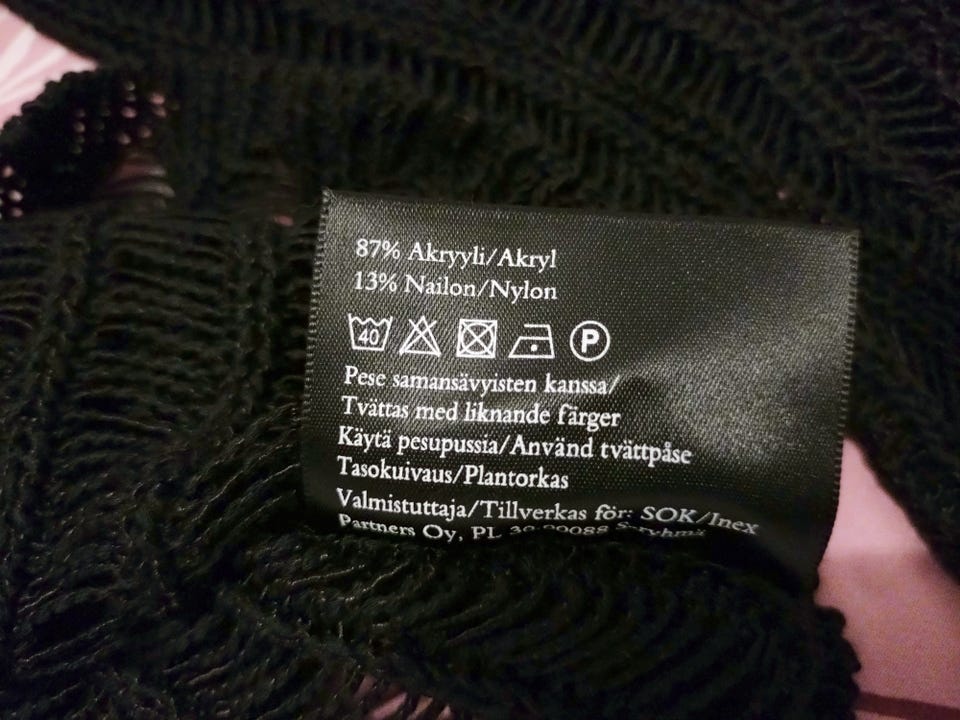 87% Akryyli/Akryl
13% Nailon/Nylon
40 P
Pese samansävyisten kanssa/
Tvättas med liknande färger
Käytä pesupussia/Använd tvättpåse
Tasokuivaus/Plantorkas
Valmistuttaja/Tillverkas för: SOK/Inex
Partners Oy, PL